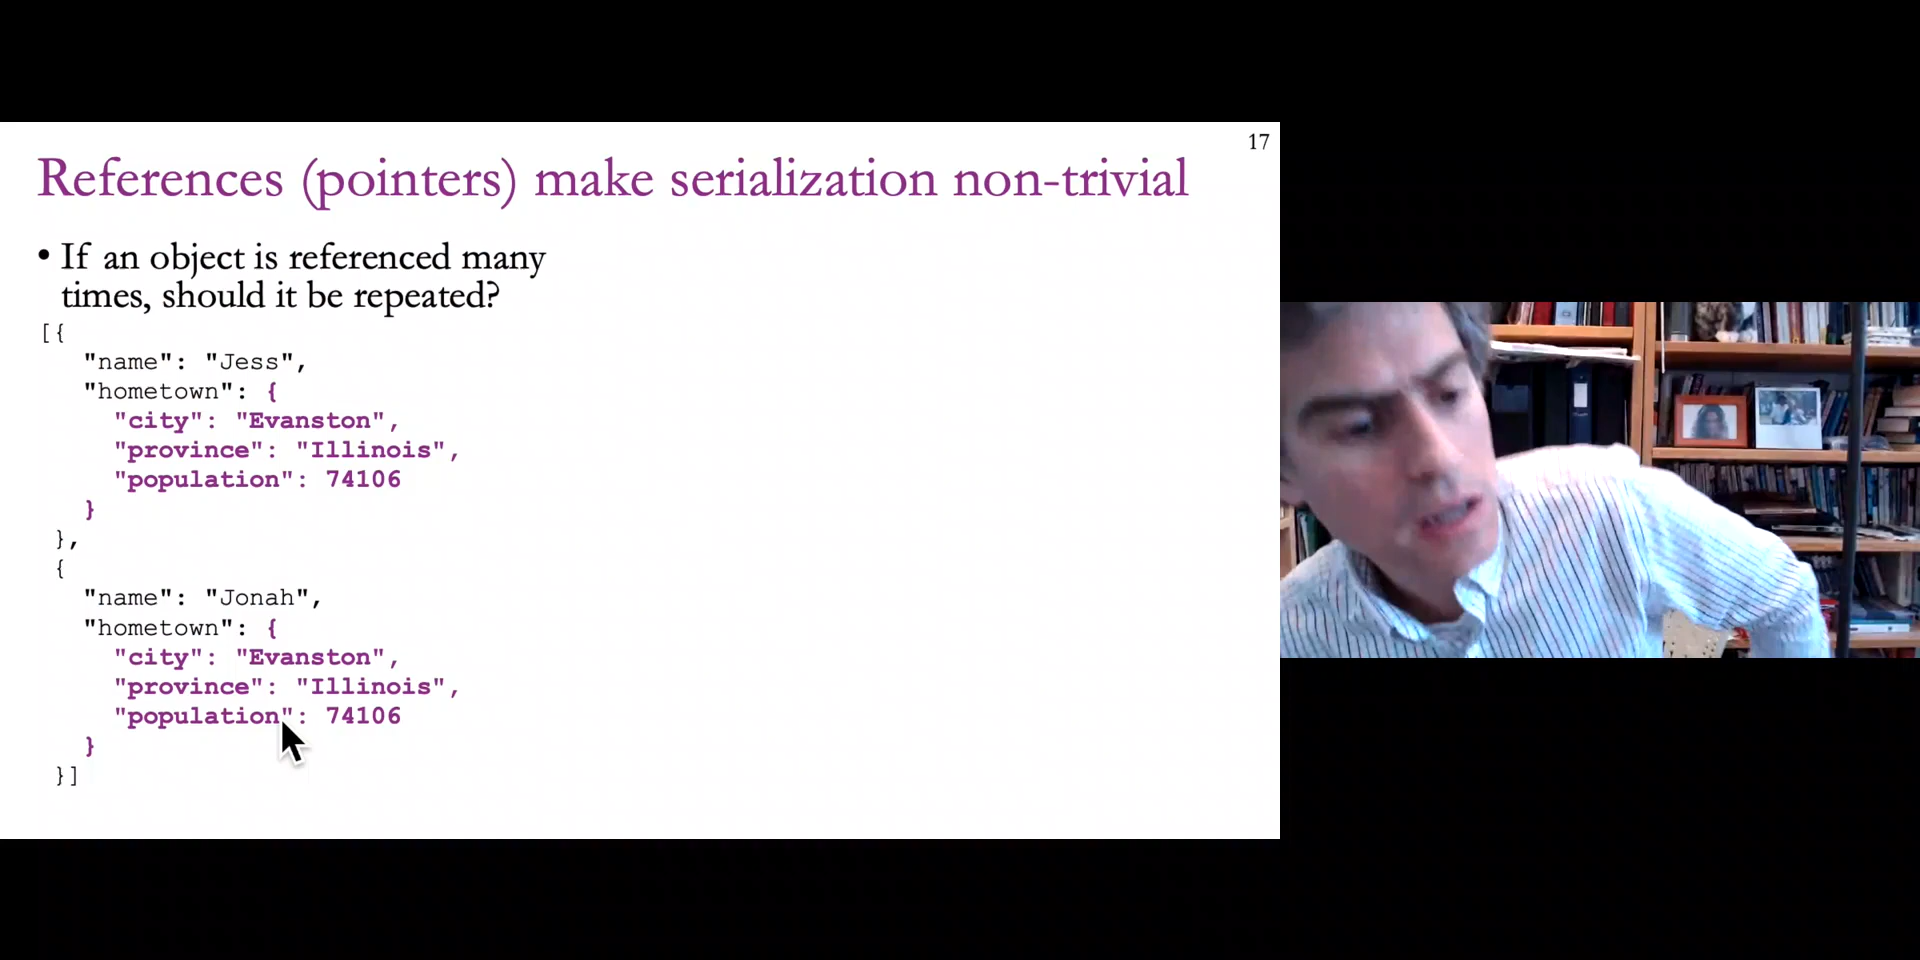 17
References (pointers) make serialization non-trivial
• If an object is referenced many
times, should it be repeated?
[{
"name": "Jess",
"hometown": {
"city": "Evanston",
"province": "Illinois",
"population": 74106
}
},
{
"name": "Jonah",
"hometown": {
"city": "Evanston",
"province": "Illinois",
"population": 74106
}
}]